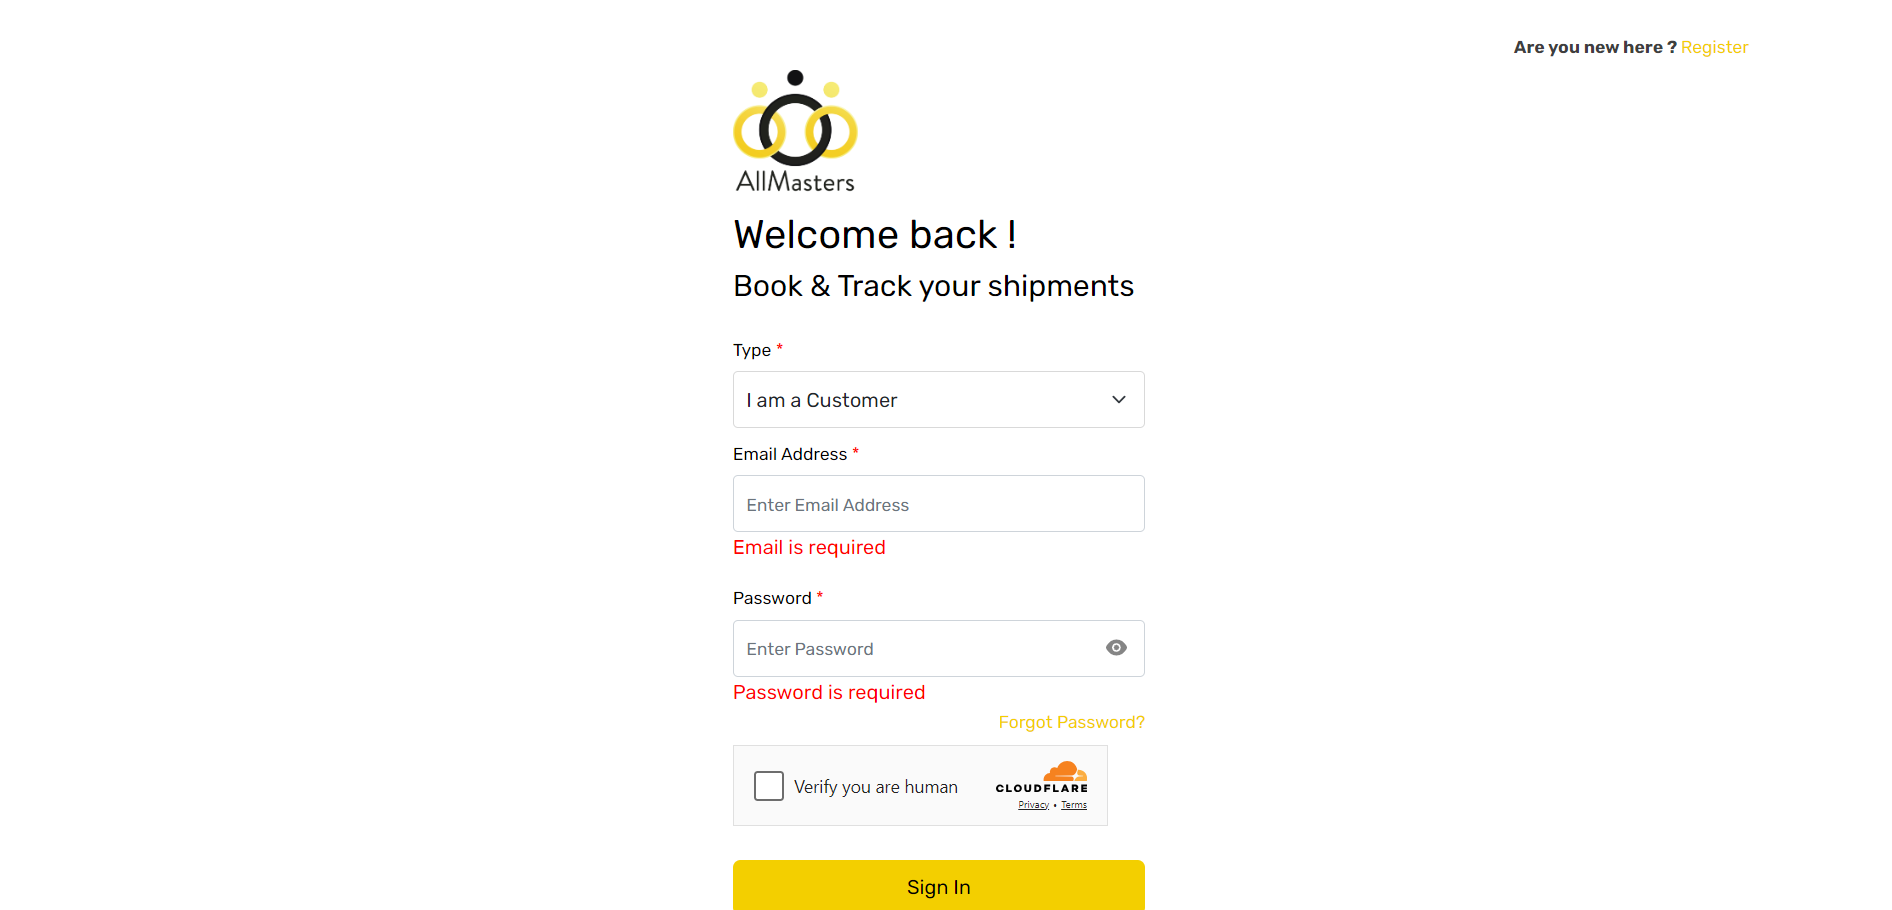 Are you new here ? Register
AllMasters
Welcome back !
Book & Track your shipments
Type *
I am a Customer
Email Address *
Enter Email Address
Email is required
Password *
Enter Password
Password is required
Forgot Password?
Verify you are human
CLOUDFLARE
Privacy • Terms
Sign In